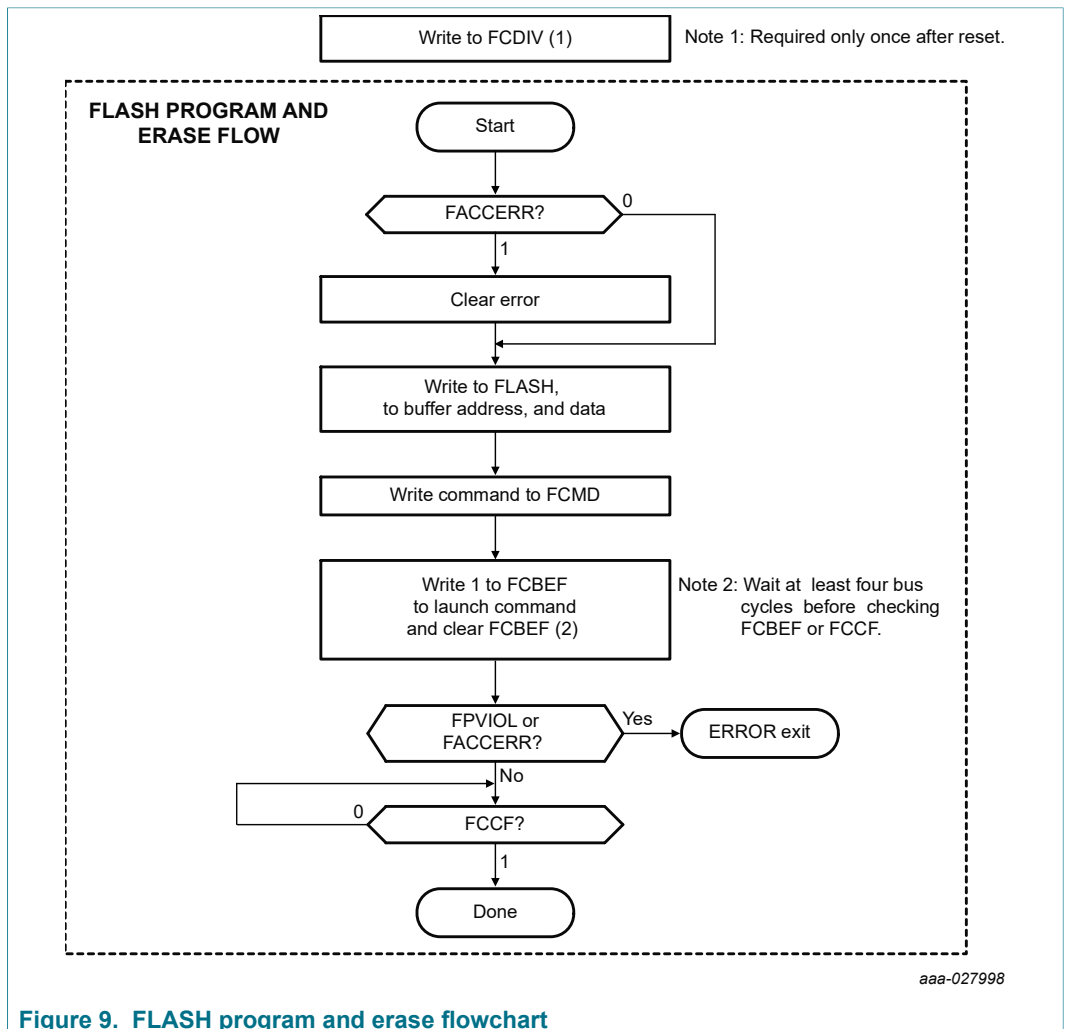 Write to FCDIV (1)
Note 1: Required only once after reset.
FLASH PROGRAM AND
ERASE FLOW
Start
FACCERR?
0
1
Clear error
Write to FLASH,
to buffer address, and data
Write command to FCMD
Write 1 to FCBEF
to launch command
and clear FCBEF (2)
Note 2: Wait at least four bus
cycles before checking
FCBEF or FCCF.
FPVIOL or
FACCERR?
Yes
ERROR exit
No
0
FCCF?
1
Done
aaa-027998
Figure 9. FLASH program and erase flowchart